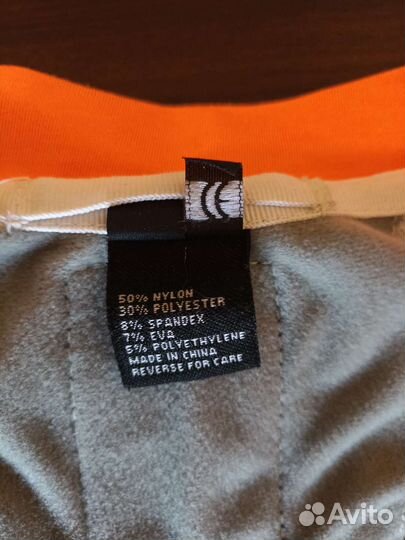 50% NYLON
30% POLYESTER
8% SPANDEX
7% EVA
5% POLYETHYLENE
MADE IN CHINA
REVERSE FOR CARE
Avito